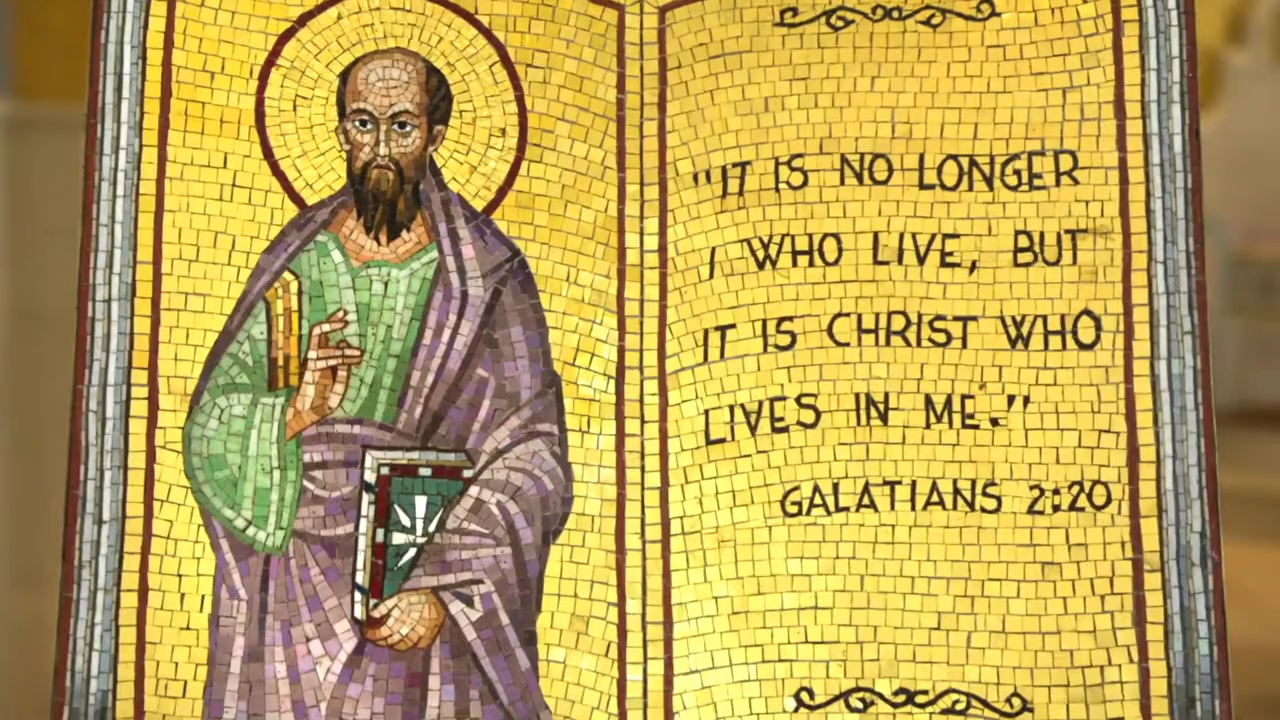 "IT IS NO LONGER
I WHO LIVE, BUT
IT IS CHRIST WHO
LIVES IN ME."
GALATIANS 2:20